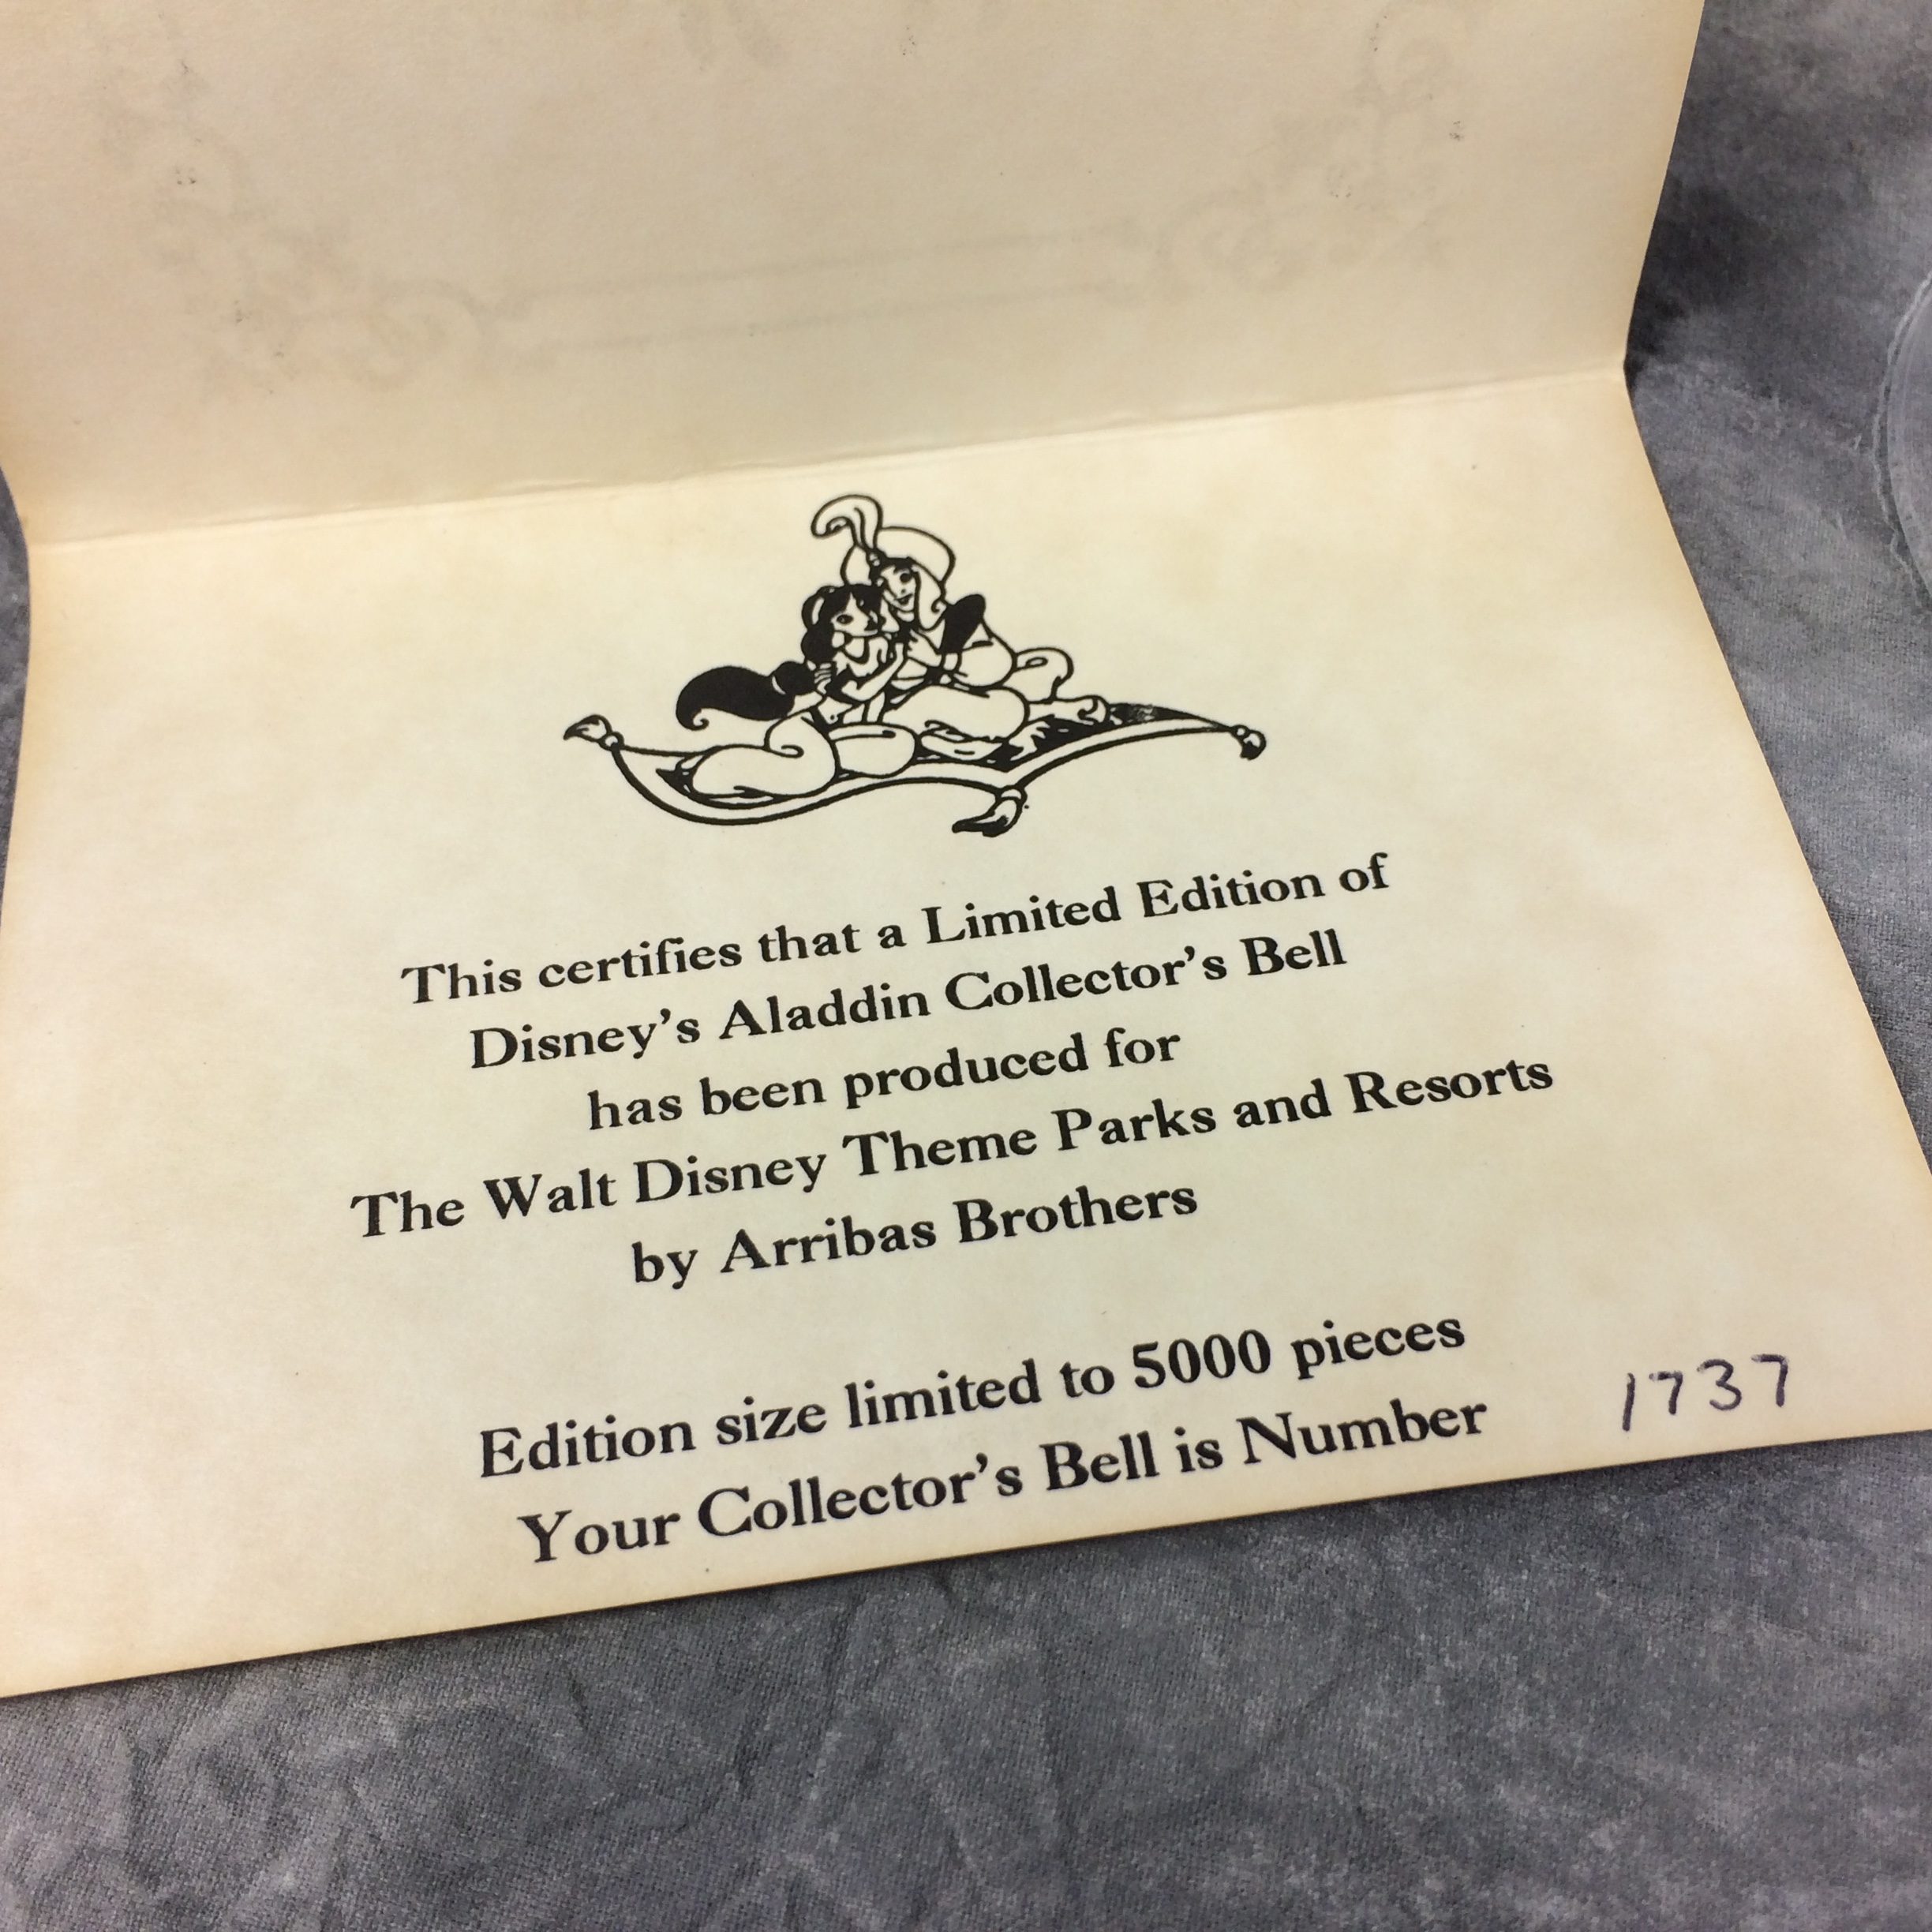 This certifies that a Limited Edition of
Disney's Aladdin Collector's Bell
has been produced for
The Walt Disney Theme Parks and Resorts
by Arribas Brothers
Edition size limited to 5000 pieces
Your Collector's Bell is Number 1737